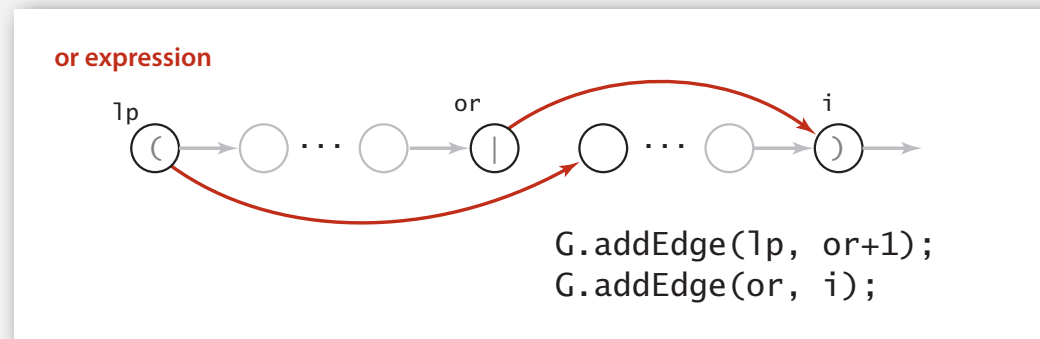 or expression
lp or i
( ... | ... )
G.addEdge(lp, or+1);
G.addEdge(or, i);